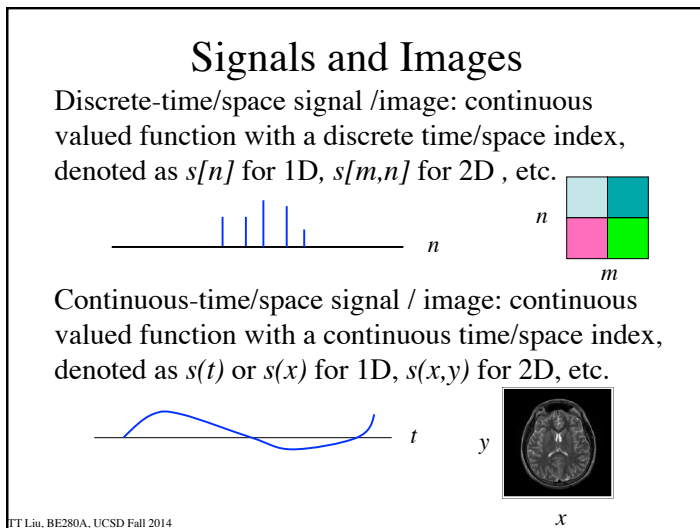 Signals and Images
Discrete-time/space signal /image: continuous
valued function with a discrete time/space index,
denoted as s[n] for 1D, s[m,n] for 2D , etc.
n
n
m
Continuous-time/space signal / image: continuous
valued function with a continuous time/space index,
denoted as s(t) or s(x) for 1D, s(x,y) for 2D, etc.
t
y
x
TT Liu, BE280A, UCSD Fall 2014